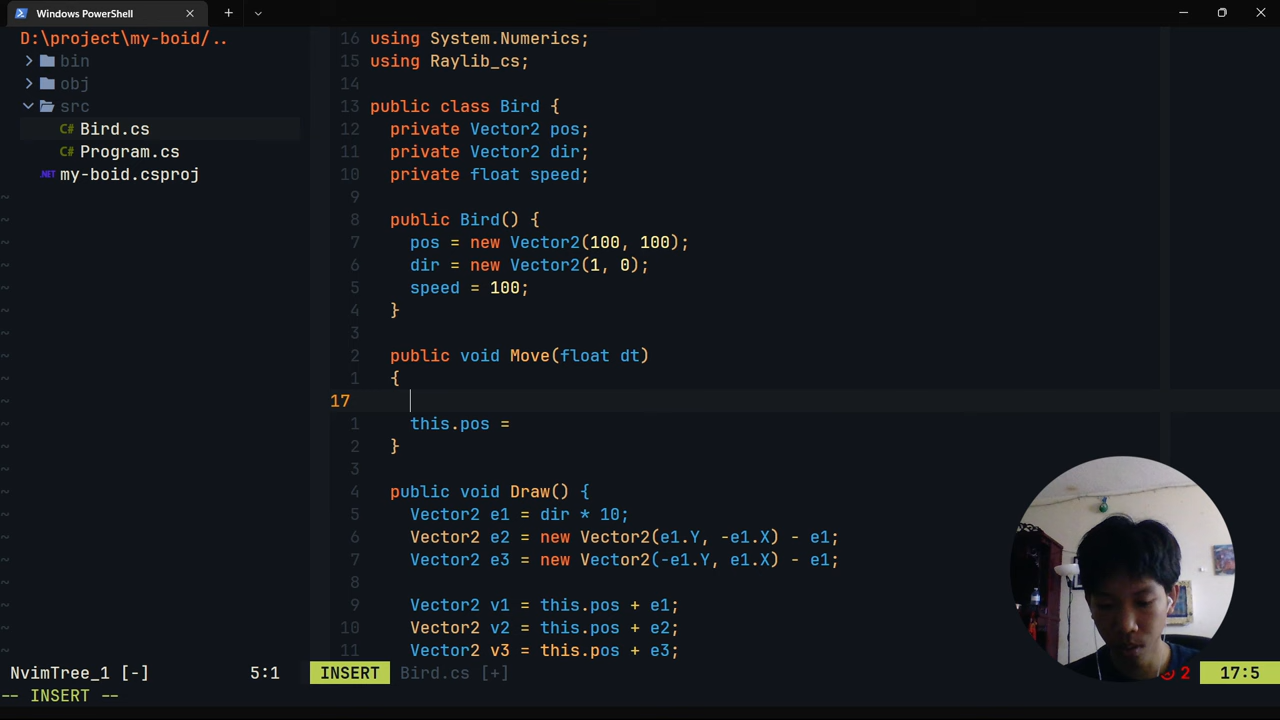 Windows PowerShell
D:\project\my-boid/..
bin
obj
src
C# Bird.cs
C# Program.cs
.NET my-boid.csproj
16 using System.Numerics;
15 using Raylib_cs;
14
13 public class Bird {
12 private Vector2 pos;
11 private Vector2 dir;
10 private float speed;
9
8 public Bird() {
7 pos = new Vector2(100, 100);
6 dir = new Vector2(1, 0);
5 speed = 100;
4 }
3
2 public void Move(float dt)
1 {
17
1 this.pos =
2 }
3
4 public void Draw() {
5 Vector2 e1 = dir * 10;
6 Vector2 e2 = new Vector2(e1.Y, -e1.X) - e1;
7 Vector2 e3 = new Vector2(-e1.Y, e1.X) - e1;
8
9 Vector2 v1 = this.pos + e1;
10 Vector2 v2 = this.pos + e2;
11 Vector2 v3 = this.pos + e3;
NvimTree_1 [-] 5:1 INSERT Bird.cs [+] 2 17:5
-- INSERT --